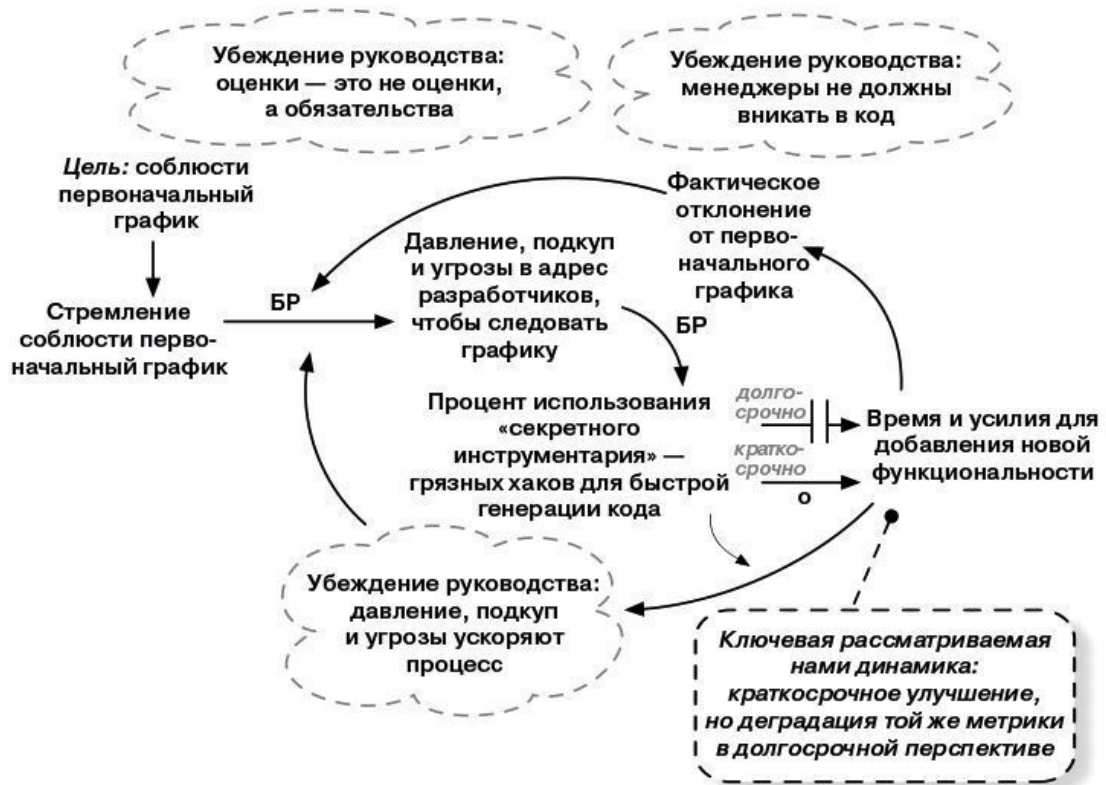 Убеждение руководства:
оценки — это не оценки,
а обязательства
Убеждение руководства:
менеджеры не должны
вникать в код
Цель: соблюсти
первоначальный
график
Фактическое
отклонение
от перво-
начального
графика
Давление, подкуп
и угрозы в адрес
разработчиков,
чтобы следовать
графику
БР
Стремление
соблюсти перво-
начальный график
БР
Процент использования
«секретного
инструментария» —
грязных хаков для быстрой
генерации кода
долго-
срочно
кратко-
срочно
о
Время и усилия для
добавления новой
функциональности
Убеждение руководства:
давление, подкуп
и угрозы ускоряют
процесс
Ключевая рассматриваемая
нами динамика:
краткосрочное улучшение,
но деградация той же метрики
в долгосрочной перспективе